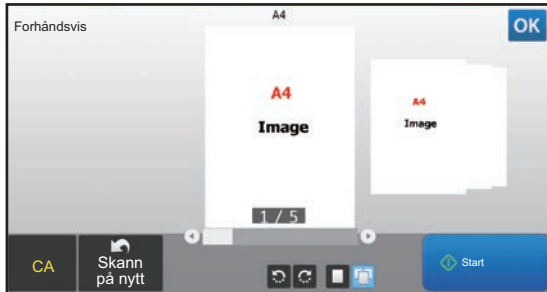 A4
Forhåndsvis
OK
A4
Image
A4
Image
1 / 5
CA
Skann
på nytt
Start